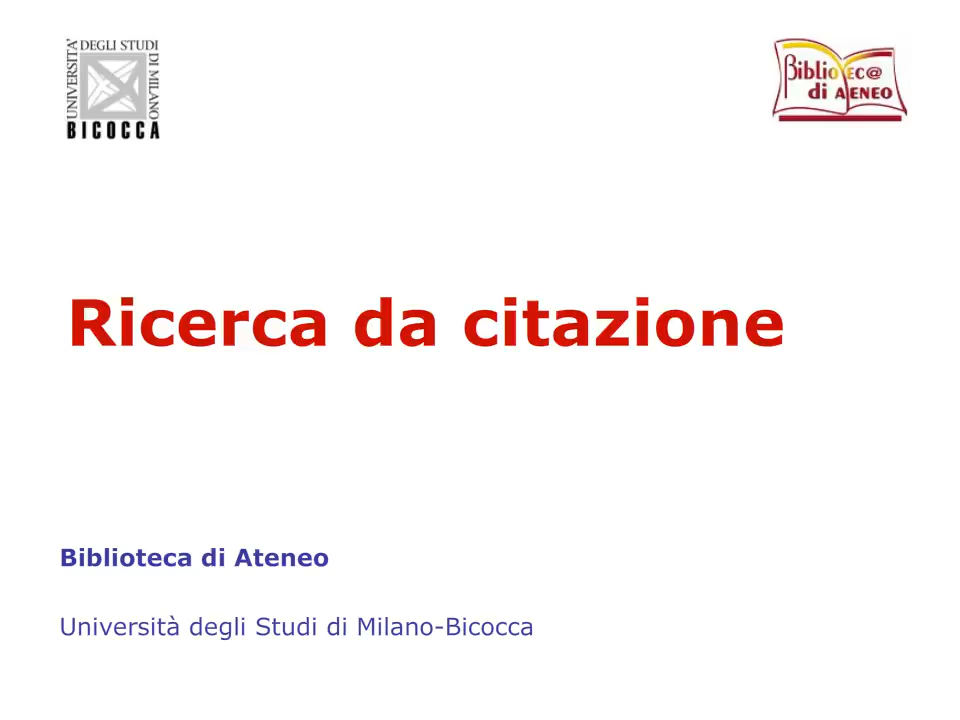 UNIVERSITA' DEGLI STUDI DI MILANO
BICOCCA
Bibliotec@
di ATENEO
Ricerca da citazione
Biblioteca di Ateneo
Università degli Studi di Milano-Bicocca